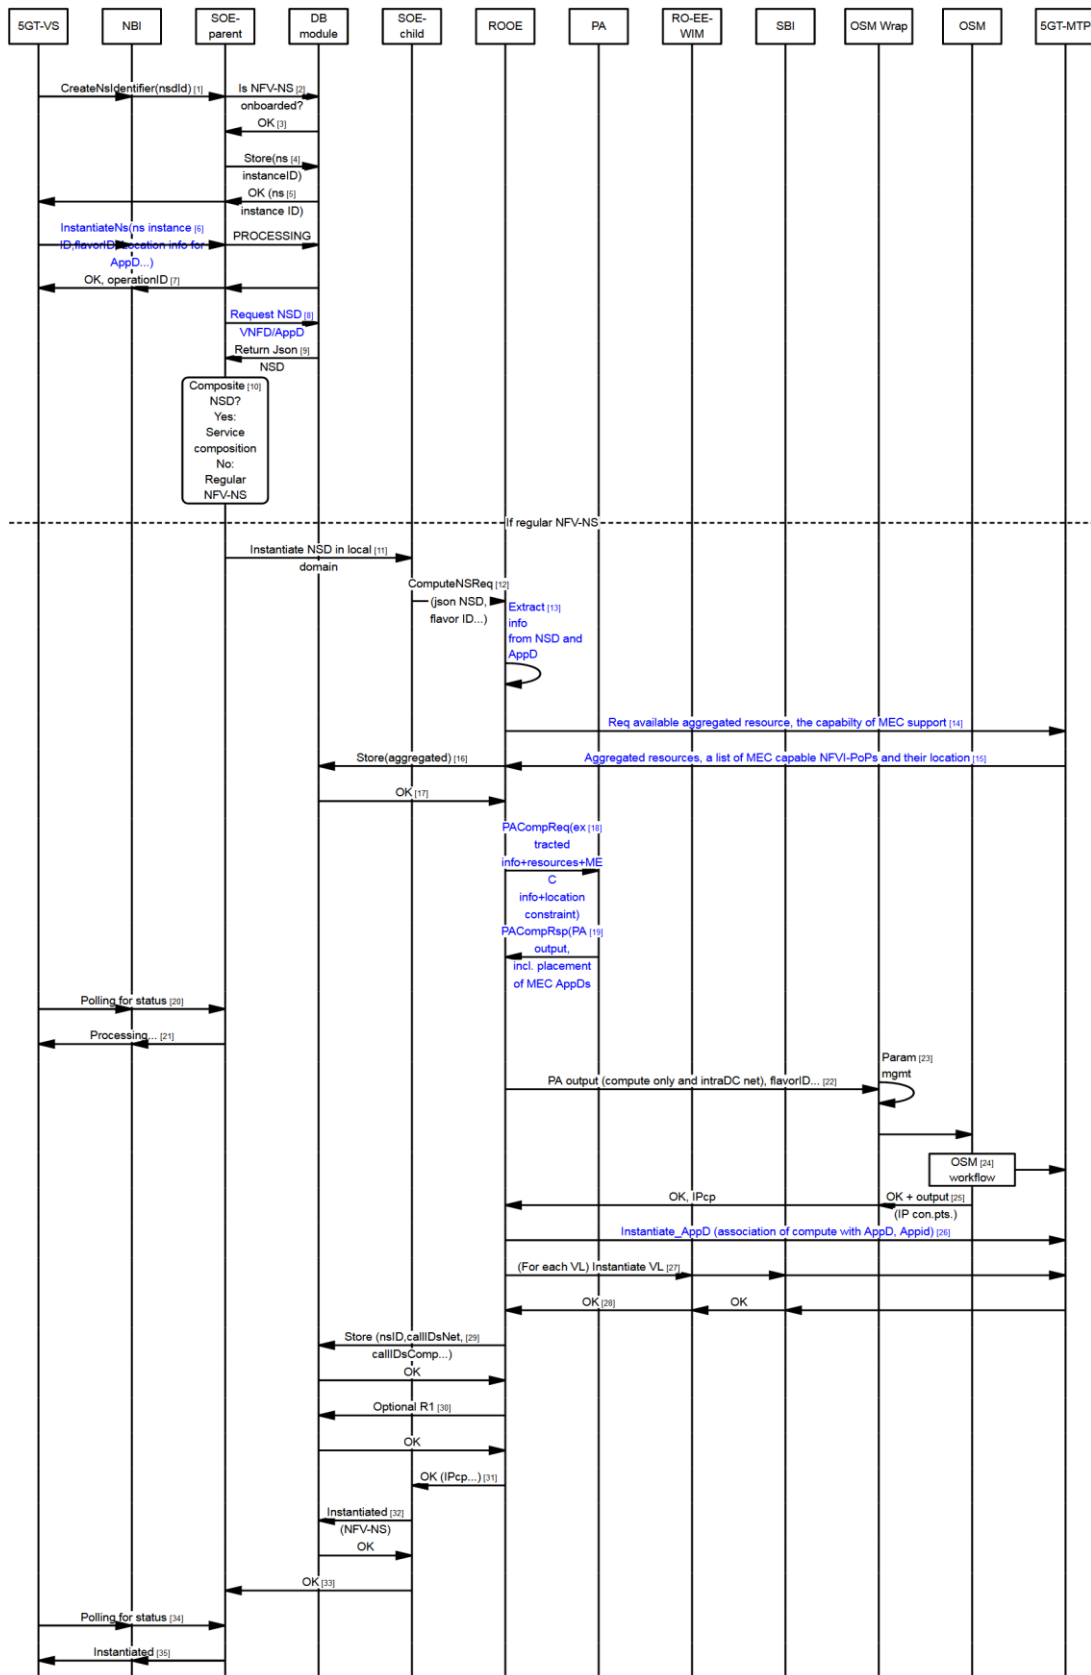 5GT-VS
NBI
SOE-
parent
DB
module
SOE-
child
ROOE
PA
RO-EE-
WIM
SBI
OSM Wrap
OSM
5GT-MTP
CreateNsIdentifier(nsdId) [1]
Is NFV-NS [2]
onboarded?
OK [3]
Store(ns [4]
instanceID)
OK (ns [5]
instance ID)
InstantiateNs(ns instance [6]
ID,flavorID, Location info for
AppD...)
PROCESSING
OK, operationID [7]
Request NSD [8]
VNFD/AppD
Return Json [9]
NSD
Composite [10]
NSD?
Yes:
Service
composition
No:
Regular
NFV-NS
If regular NFV-NS
Instantiate NSD in local [11]
domain
ComputeNSReq [12]
(json NSD,
flavor ID...)
Extract [13]
info
from NSD and
AppD
Req available aggregated resource, the capabilty of MEC support [14]
Aggregated resources, a list of MEC capable NFVI-PoPs and their location [15]
Store(aggregated) [16]
OK [17]
PACompReq(ex [18]
tracted
info+resources+ME
C
info+location
constraint)
PACompRsp(PA [19]
output,
incl. placement
of MEC AppDs
Polling for status [20]
Processing... [21]
PA output (compute only and intraDC net), flavorID... [22]
Param [23]
mgmt
OSM [24]
workflow
OK, IPcp
OK + output [25]
(IP con.pts.)
Instantiate_AppD (association of compute with AppD, Appid) [26]
(For each VL) Instantiate VL [27]
OK [28]
OK
Store (nsID,callIDsNet, [29]
callIDsComp...)
OK
Optional R1 [30]
OK
OK (IPcp...) [31]
Instantiated [32]
(NFV-NS)
OK
OK [33]
Polling for status [34]
Instantiated [35]